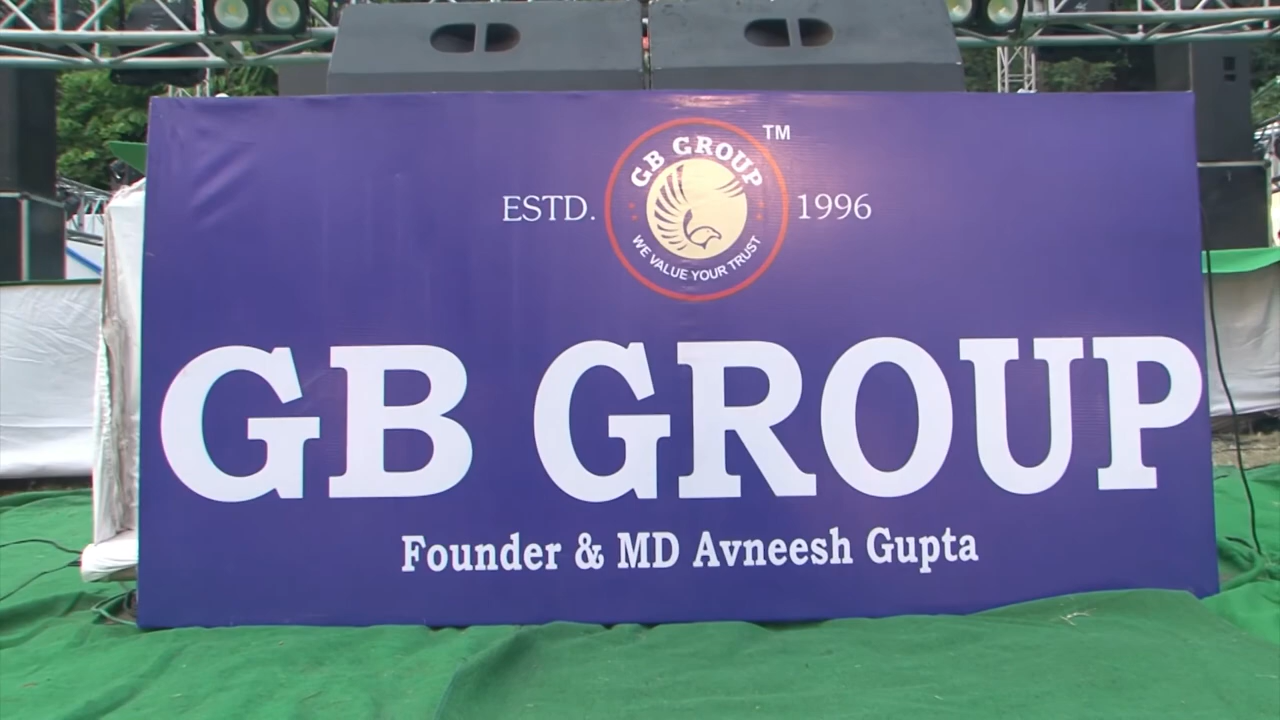 TM
GB GROUP
ESTD. 1996
WE VALUE YOUR TRUST
GB GROUP
Founder & MD Avneesh Gupta